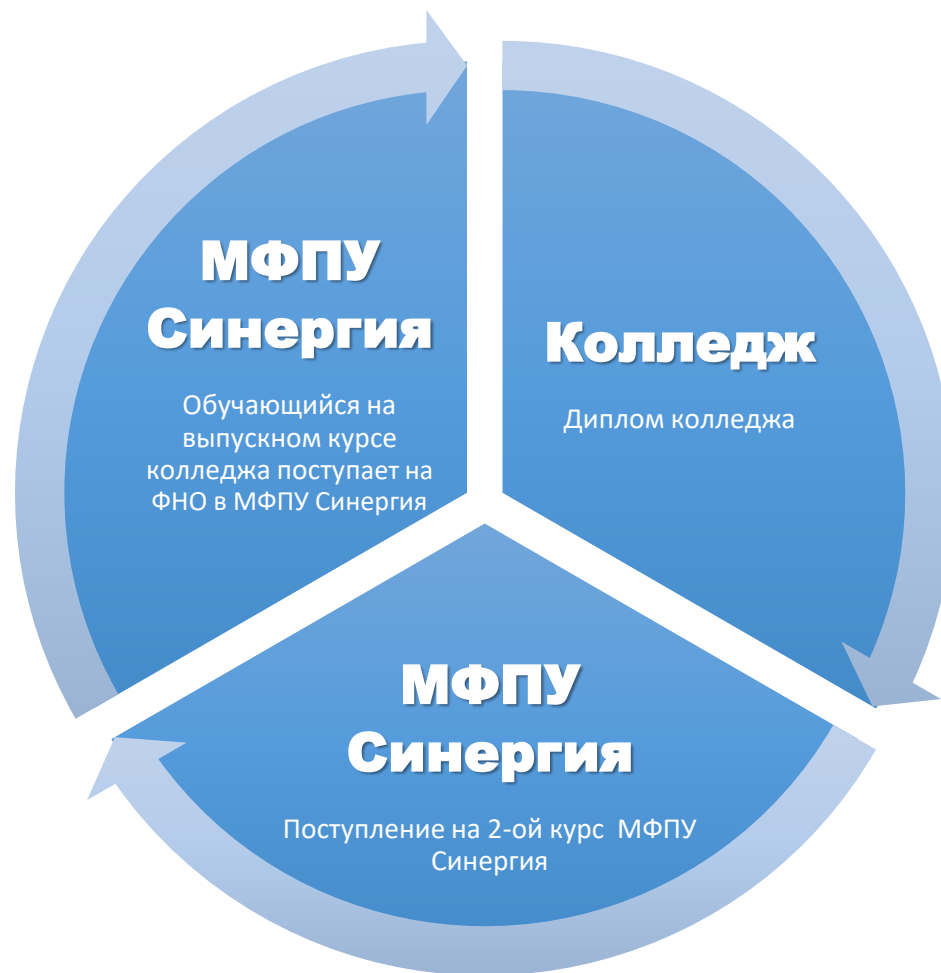 МФПУ
Синергия
Обучающийся на
выпускном курсе
колледжа поступает на
ФНО в МФПУ Синергия
Колледж
Диплом колледжа
МФПУ
Синергия
Поступление на 2-ой курс  МФПУ
Синергия